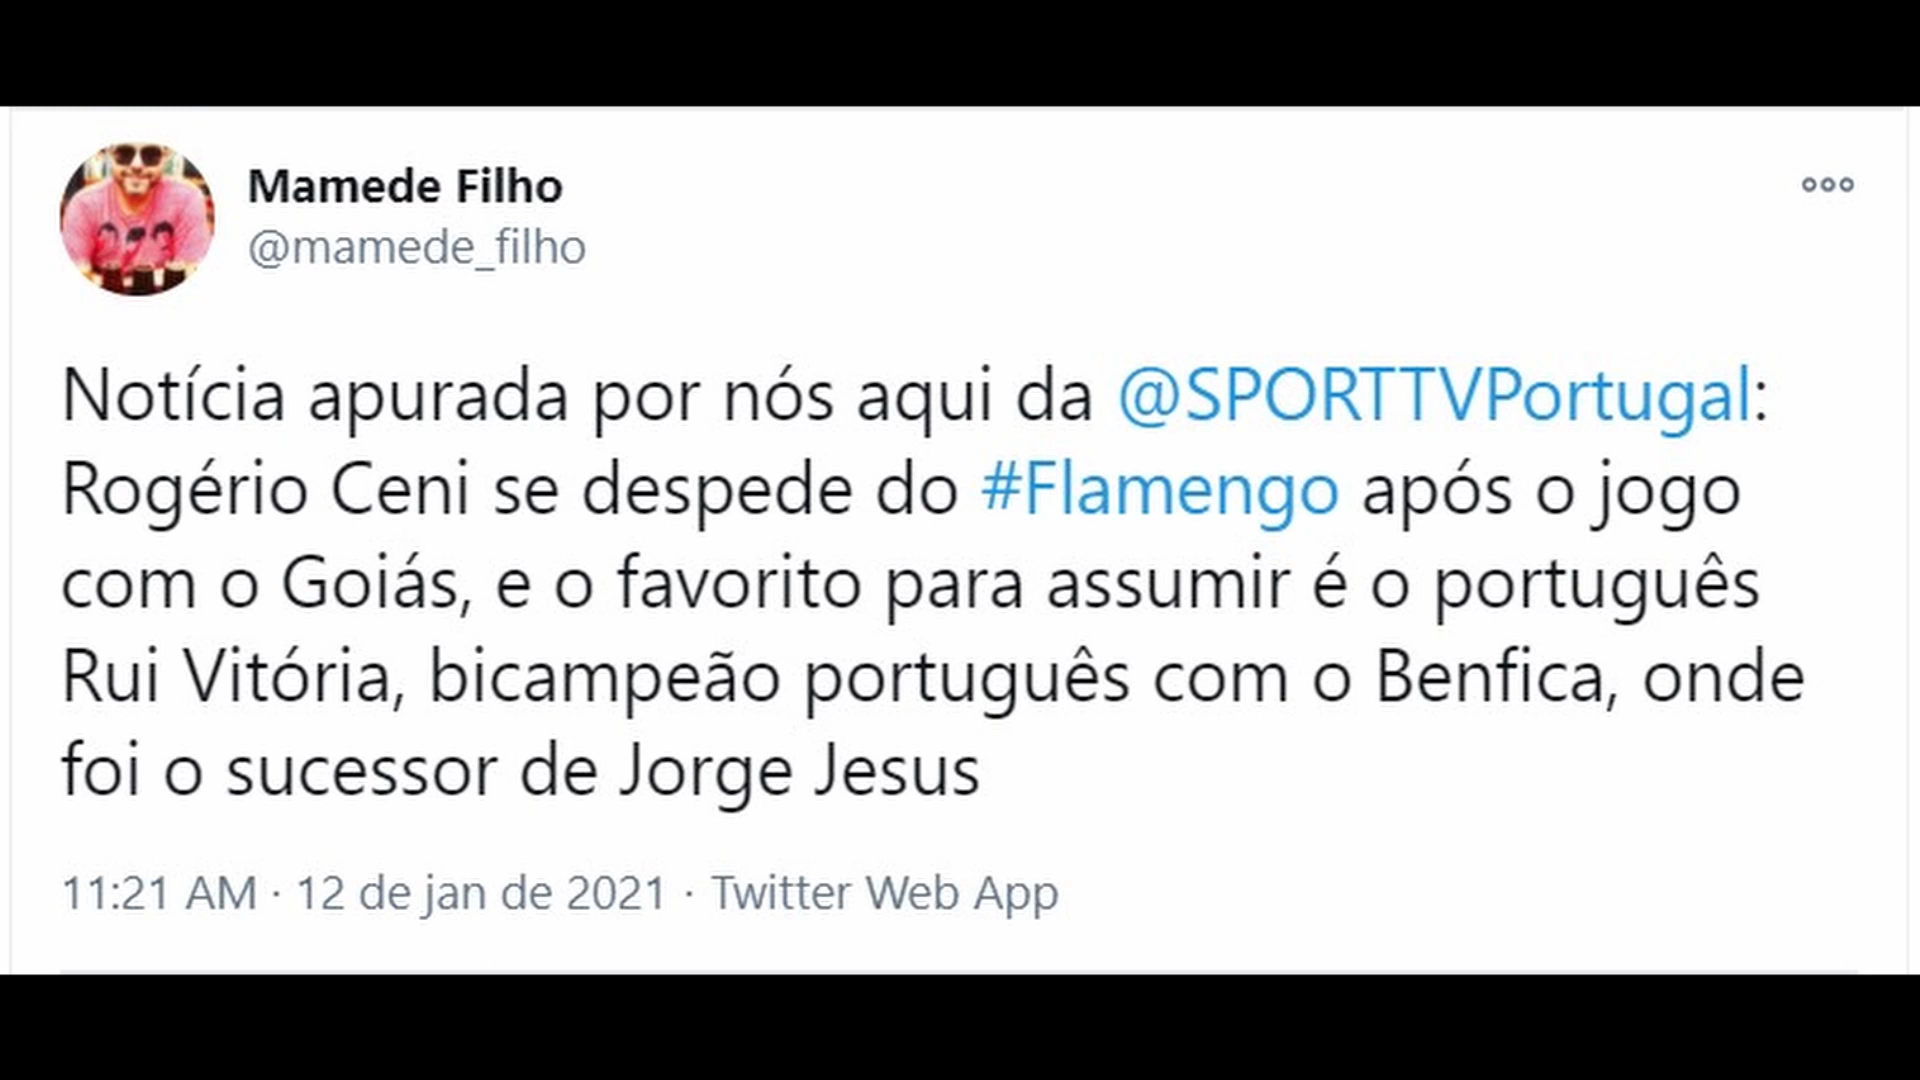 Mamede Filho
@mamede_filho
Notícia apurada por nós aqui da @SPORTTVPortugal:
Rogério Ceni se despede do #Flamengo após o jogo
com o Goiás, e o favorito para assumir é o português
Rui Vitória, bicampeão português com o Benfica, onde
foi o sucessor de Jorge Jesus
11:21 AM · 12 de jan de 2021 · Twitter Web App